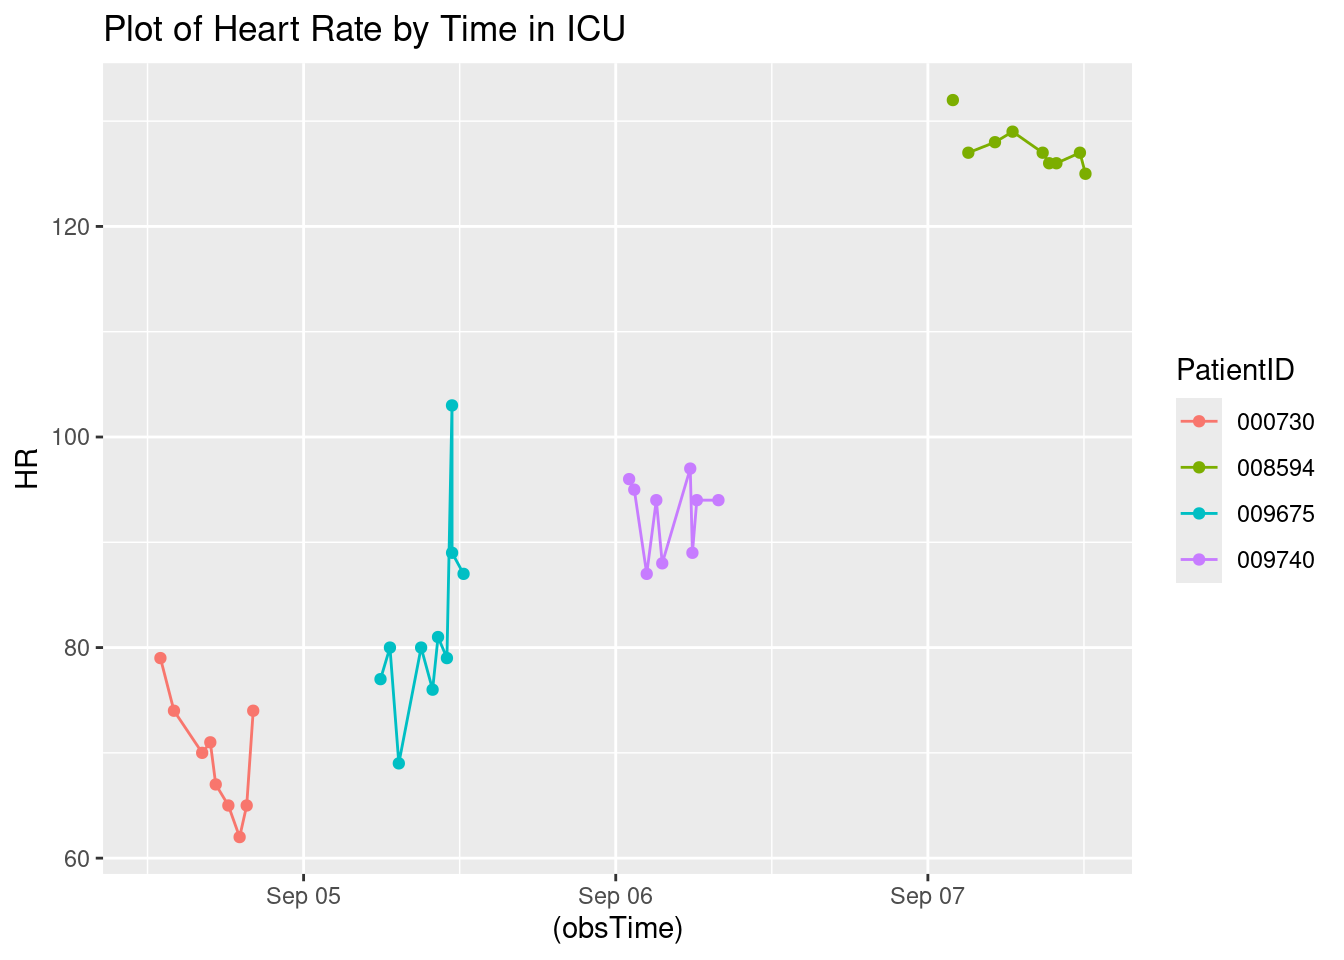 Plot of Heart Rate by Time in ICU
HR
120
100
80
60
Sep 05 Sep 06 Sep 07
(obsTime)
PatientID
000730
008594
009675
009740